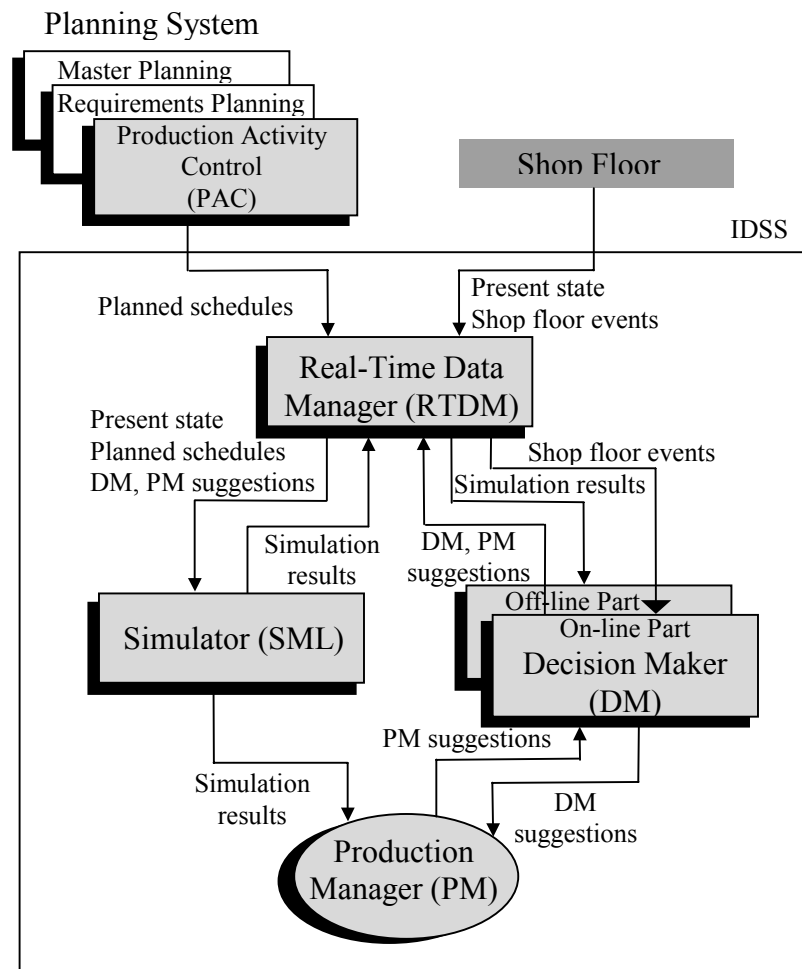 Planning System
Master Planning
Requirements Planning
Production Activity
Control
(PAC)
Shop Floor
IDSS
Planned schedules
Present state
Shop floor events
Real-Time Data
Manager (RTDM)
Present state
Planned schedules
DM, PM suggestions
Shop floor events
Simulation results
Simulation
results
DM, PM
suggestions
Off-line Part
On-line Part
Decision Maker
(DM)
Simulator (SML)
PM suggestions
Simulation
results
DM
suggestions
Production
Manager (PM)